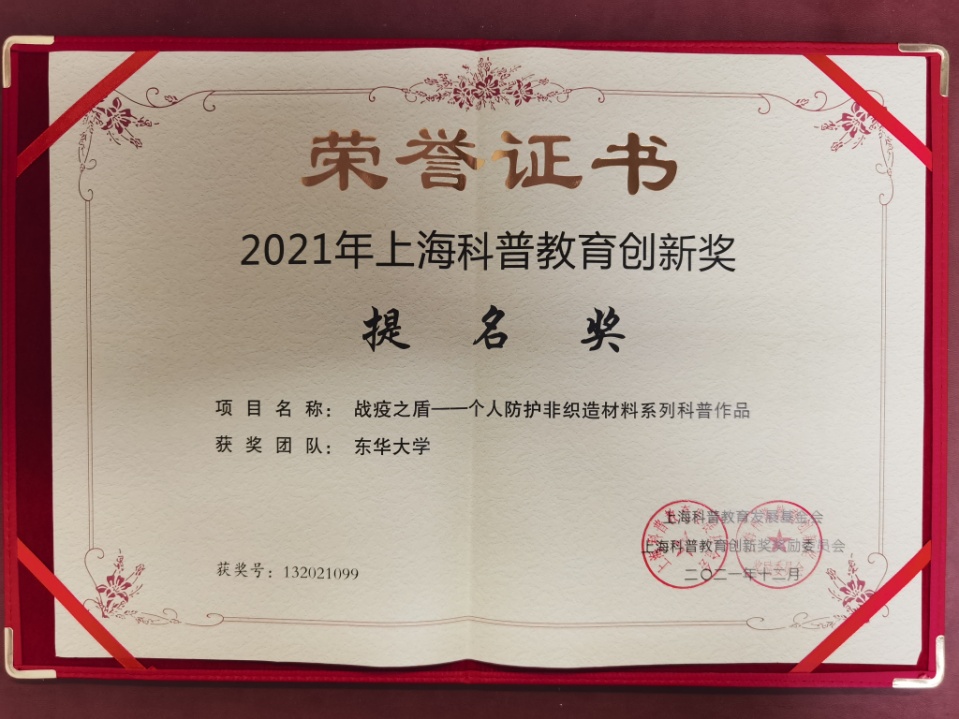 荣誉证书
2021年上海科普教育创新奖
提名奖
项目名称：战疫之盾——个人防护非织造材料系列科普作品
获奖团队：东华大学
上海科普教育发展基金会
上海科普教育创新奖奖励委员会
二〇二一年十二月
获奖号：132021099